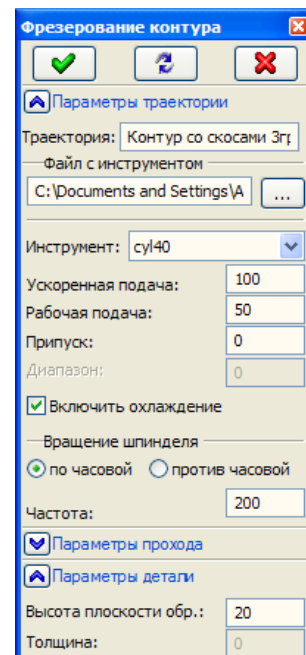 Фрезерование контура
Параметры траектории
Траектория: Контур со скосами 3гр
Файл с инструментом
C:\Documents and Settings\A ...
Инструмент: cyl40
Ускоренная подача: 100
Рабочая подача: 50
Припуск: 0
Диапазон: 0
Включить охлаждение
Вращение шпинделя
по часовой против часовой
Частота: 200
Параметры прохода
Параметры детали
Высота плоскости обр.: 20
Толщина: 0